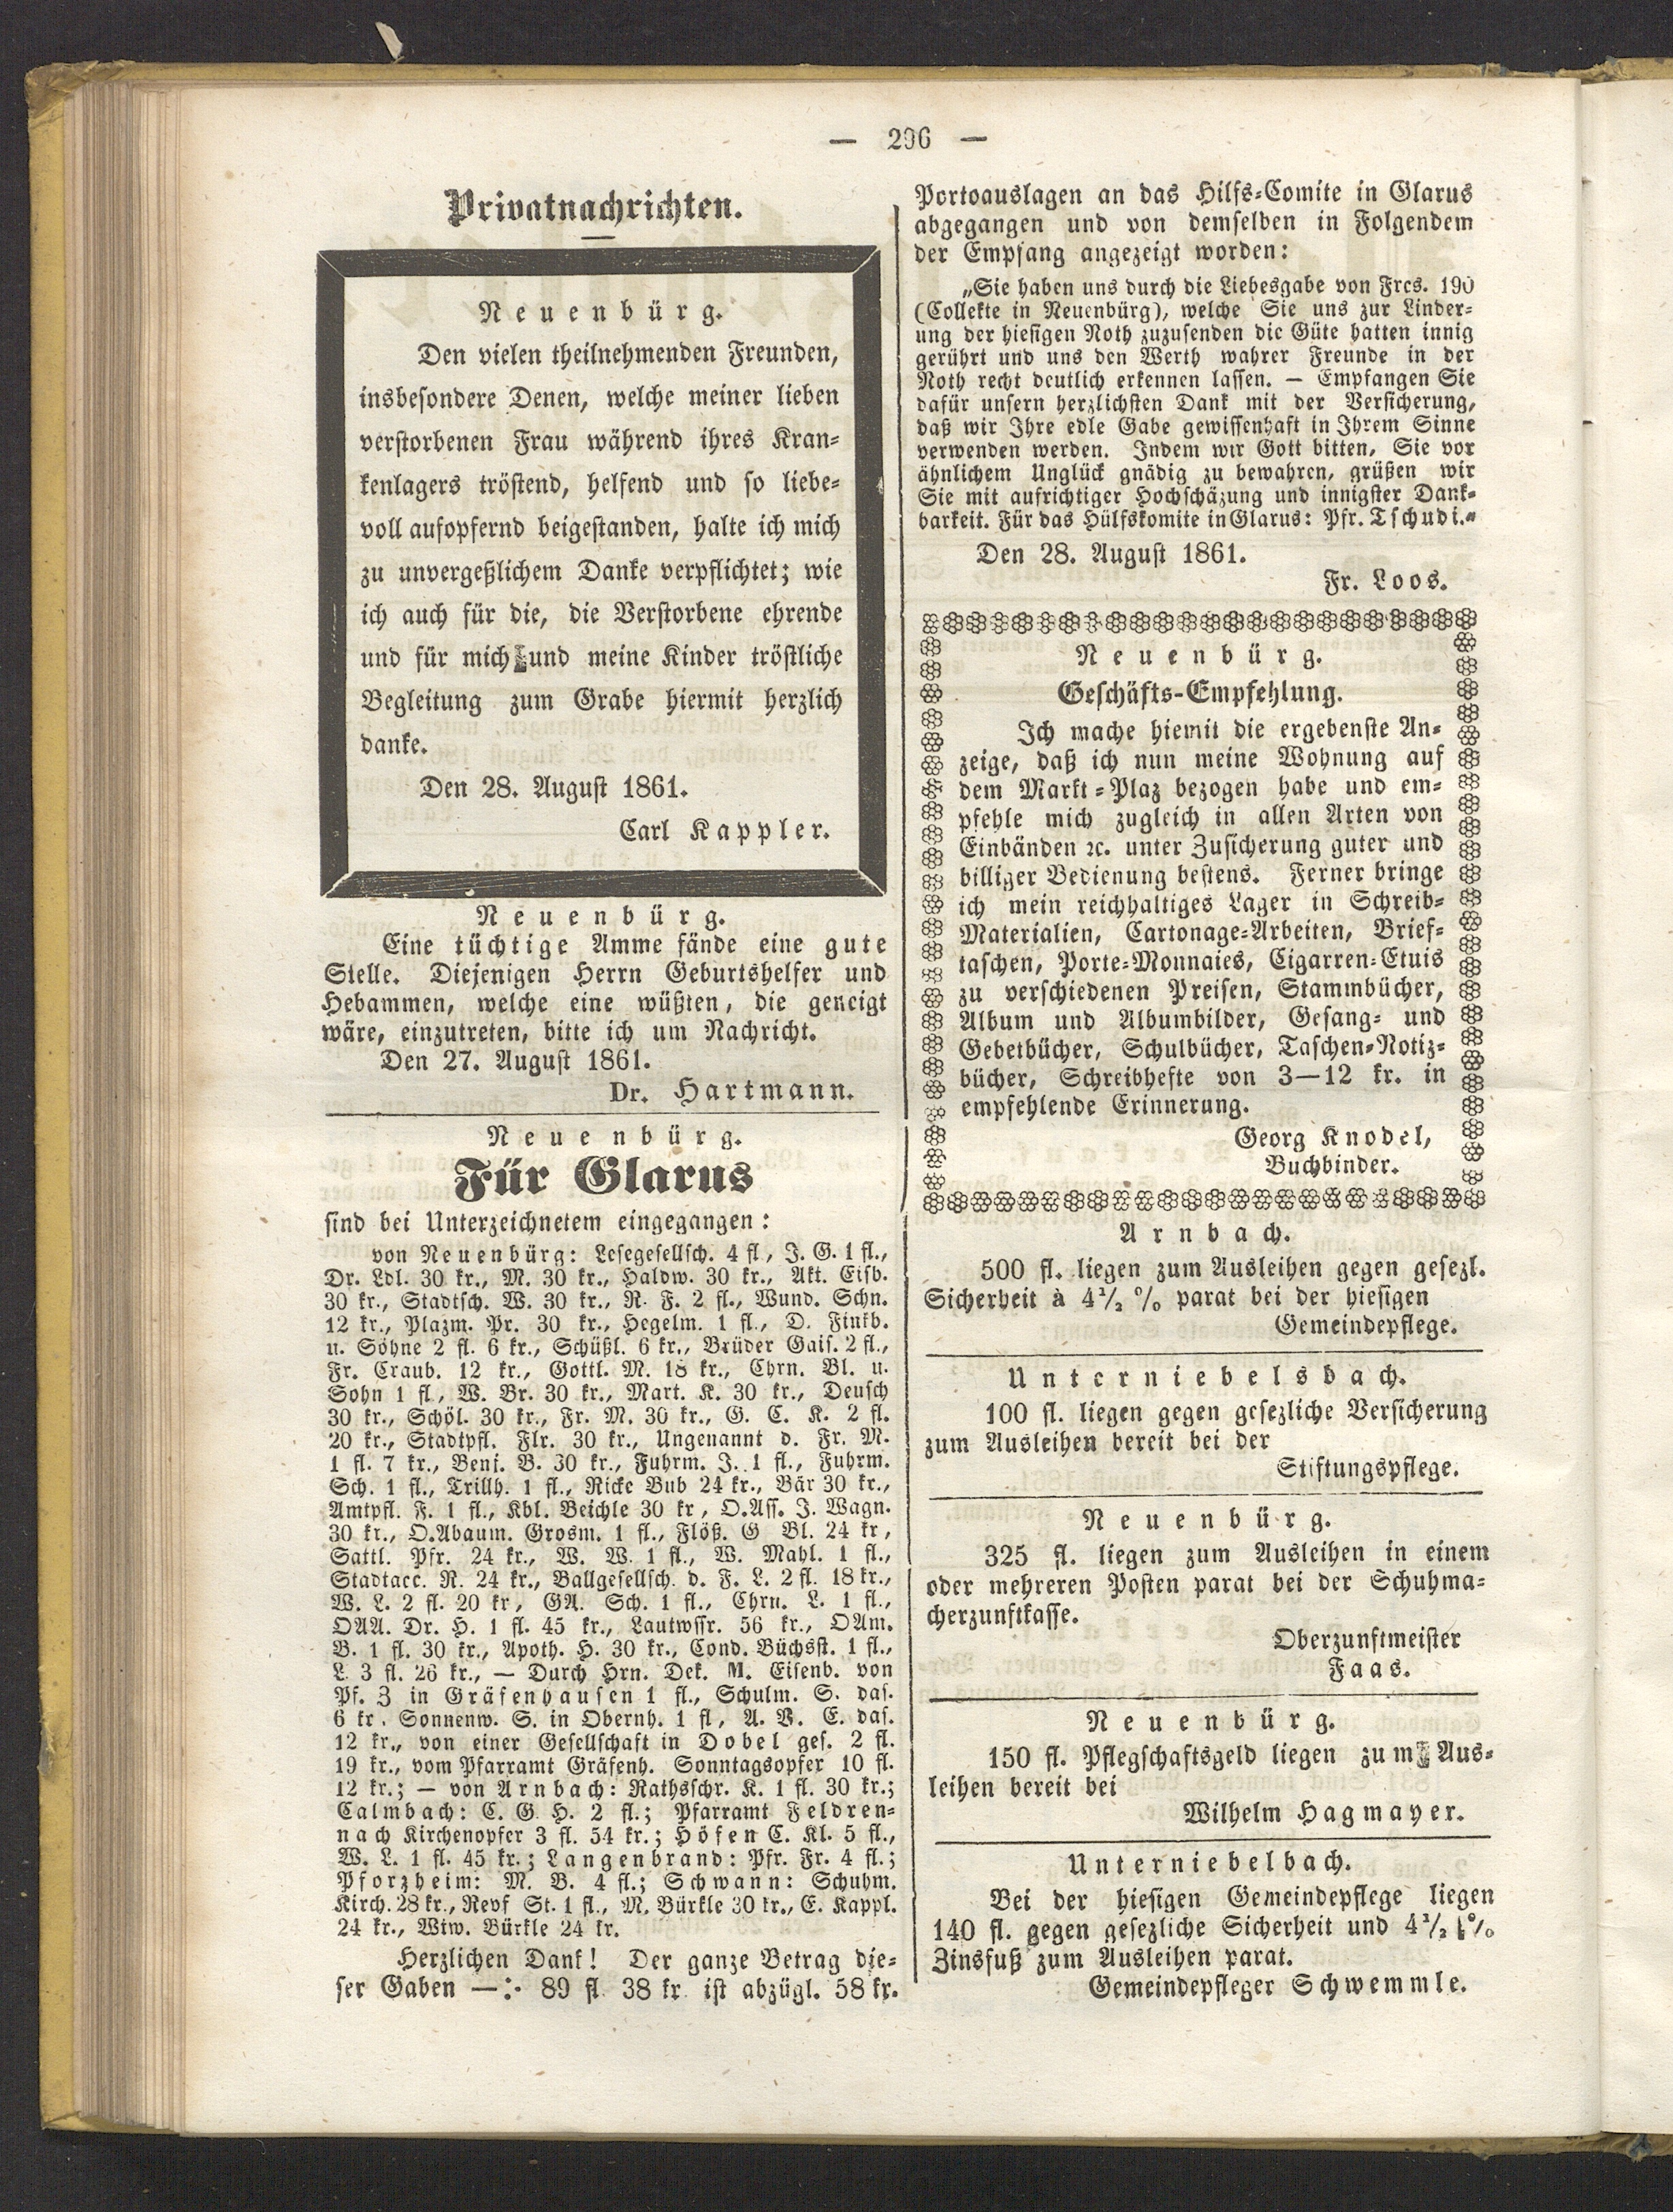 — 296 —
Privatnachrichten.
Neuenbürg.
Den vielen theilnehmenden Freunden,
insbesondere Denen, welche meiner lieben
verstorbenen Frau während ihres Kran-
kenlagers tröstend, helfend und so liebe-
voll aufopfernd beigestanden, halte ich mich
zu unvergeßlichem Danke verpflichtet; wie
ich auch für die, die Verstorbene ehrende
und für mich und meine Kinder tröstliche
Begleitung zum Grabe hiermit herzlich
danke.
Den 28. August 1861.
Carl Kappler.
Neuenbürg.
Eine tüchtige Amme fände eine gute
Stelle. Diejenigen Herrn Geburtshelfer und
Hebammen, welche eine wüßten, die geneigt
wäre, einzutreten, bitte ich um Nachricht.
Den 27. August 1861.
Dr. Hartmann.
Neuenbürg.
Für Glarus
sind bei Unterzeichnetem eingegangen:
von Neuenbürg: Lesegesellsch. 4 fl, J. G. 1 fl.,
Dr. Ldl. 30 kr., M. 30 kr., Haldw. 30 kr., Akt. Eisb.
30 kr., Stadtsch. W. 30 kr., R. F. 2 fl., Wund. Schn.
12 kr., Plazm. Pr. 30 kr., Hegelm. 1 fl., D. Finkb.
u. Söhne 2 fl. 6 kr., Schüßl. 6 kr., Brüder Gais. 2 fl.,
Fr. Craub. 12 kr., Gottl. M. 18 kr., Chrn. Bl. u.
Sohn 1 fl, W. Br. 30 kr., Mart. K. 30 kr., Deusch
30 kr., Schöl. 30 kr., Fr. M. 30 kr., G. C. K. 2 fl.
20 kr., Stadtpfl. Flr. 30 kr., Ungenannt d. Fr. M.
1 fl. 7 kr., Benj. B. 30 kr., Fuhrm. J. 1 fl., Fuhrm.
Sch. 1 fl., Trillh. 1 fl., Ricke Bub 24 kr., Bär 30 kr.,
Amtpfl. F. 1 fl., Kbl. Beichle 30 kr, O.Ass. J. Wagn.
30 kr., O.Abaum. Grosm. 1 fl., Flöß. G Bl. 24 kr,
Sattl. Pfr. 24 kr., W. W. 1 fl., W. Mahl. 1 fl.,
Stadtacc. R. 24 kr., Ballgesellsch. d. F. L. 2 fl. 18 kr.,
W. L. 2 fl. 20 kr, GA. Sch. 1 fl., Chrn. L. 1 fl.,
OAA. Dr. H. 1 fl. 45 kr., Lautwssr. 56 kr., OAm.
B. 1 fl. 30 kr., Apoth. H. 30 kr., Cond. Büchsst. 1 fl.,
L. 3 fl. 26 kr., — Durch Hrn. Dek. M. Eisenb. von
Pf. Z in Gräfenhausen 1 fl., Schulm. S. das.
6 kr. Sonnenw. S. in Obernh. 1 fl, A. V. E. das.
12 kr., von einer Gesellschaft in Dobel ges. 2 fl.
19 kr., vom Pfarramt Gräfenh. Sonntagsopfer 10 fl.
12 kr.; — von Arnbach: Rathsschr. K. 1 fl. 30 kr.;
Calmbach: C. G. H. 2 fl.; Pfarramt Feldren-
nach Kirchenopfer 3 fl. 54 kr.; Höfen C. Kl. 5 fl.,
W. L. 1 fl. 45 kr.; Langenbrand: Pfr. Fr. 4 fl.;
Pforzheim: M. B. 4 fl.; Schwann: Schuhm.
Kirch. 28 kr., Revf St. 1 fl., M. Bürkle 30 kr., E. Kappl.
24 kr., Wtw. Bürkle 24 kr.
Herzlichen Dank! Der ganze Betrag die-
ser Gaben —:· 89 fl 38 kr ist abzügl. 58 kr.
Portoauslagen an das Hilfs-Comite in Glarus
abgegangen und von demselben in Folgendem
der Empfang angezeigt worden:
„Sie haben uns durch die Liebesgabe von Frcs. 190
(Collekte in Neuenbürg), welche Sie uns zur Linder-
ung der hiesigen Noth zuzusenden die Güte hatten innig
gerührt und uns den Werth wahrer Freunde in der
Noth recht deutlich erkennen lassen. — Empfangen Sie
dafür unsern herzlichsten Dank mit der Versicherung,
daß wir Ihre edle Gabe gewissenhaft in Ihrem Sinne
verwenden werden. Indem wir Gott bitten, Sie vor
ähnlichem Unglück gnädig zu bewahren, grüßen wir
Sie mit aufrichtiger Hochschäzung und innigster Dank-
barkeit. Für das Hülfskomite in Glarus: Pfr. Tschudi."
Den 28. August 1861.
Fr. Loos.
Neuenbürg.
Geschäfts-Empfehlung.
Ich mache hiemit die ergebenste An-
zeige, daß ich nun meine Wohnung auf
dem Markt-Plaz bezogen habe und em-
pfehle mich zugleich in allen Arten von
Einbänden ꝛc. unter Zusicherung guter und
billiger Bedienung bestens. Ferner bringe
ich mein reichhaltiges Lager in Schreib-
Materialien, Cartonage-Arbeiten, Brief-
taschen, Porte-Monnaies, Cigarren-Etuis
zu verschiedenen Preisen, Stammbücher,
Album und Albumbilder, Gesang- und
Gebetbücher, Schulbücher, Taschen-Notiz-
bücher, Schreibhefte von 3—12 kr. in
empfehlende Erinnerung.
Georg Knodel,
Buchbinder.
Arnbach.
500 fl. liegen zum Ausleihen gegen gesezl.
Sicherheit à 4½ % parat bei der hiesigen
Gemeindepflege.
Unterniebelsbach.
100 fl. liegen gegen gesezliche Versicherung
zum Ausleihen bereit bei der
Stiftungspflege.
Neuenbürg.
325 fl. liegen zum Ausleihen in einem
oder mehreren Posten parat bei der Schuhma-
cherzunftkasse.
Oberzunftmeister
Faas.
Neuenbürg.
150 fl. Pflegschaftsgeld liegen zum Aus-
leihen bereit bei
Wilhelm Hagmayer.
Unterniebelbach.
Bei der hiesigen Gemeindepflege liegen
140 fl. gegen gesezliche Sicherheit und 4½ %
Zinsfuß zum Ausleihen parat.
Gemeindepfleger Schwemmle.